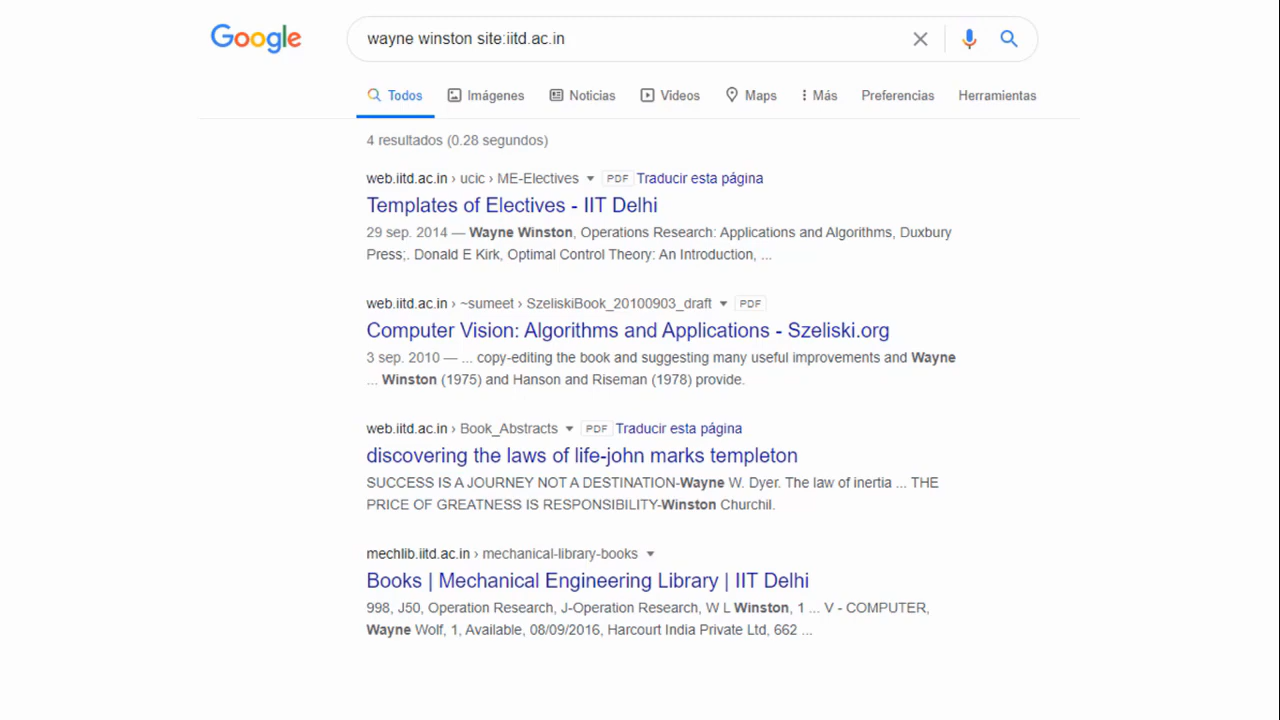 Google
wayne winston site:iitd.ac.in
Todos Imágenes Noticias Videos Maps Más Preferencias Herramientas
4 resultados (0.28 segundos)
web.iitd.ac.in › ucic › ME-Electives PDF Traducir esta página
Templates of Electives - IIT Delhi
29 sep. 2014 — Wayne Winston, Operations Research: Applications and Algorithms, Duxbury
Press;. Donald E Kirk, Optimal Control Theory: An Introduction, ...
web.iitd.ac.in › ~sumeet › SzeliskiBook_20100903_draft PDF
Computer Vision: Algorithms and Applications - Szeliski.org
3 sep. 2010 — ... copy-editing the book and suggesting many useful improvements and Wayne
... Winston (1975) and Hanson and Riseman (1978) provide.
web.iitd.ac.in › Book_Abstracts PDF Traducir esta página
discovering the laws of life-john marks templeton
SUCCESS IS A JOURNEY NOT A DESTINATION-Wayne W. Dyer. The law of inertia ... THE
PRICE OF GREATNESS IS RESPONSIBILITY-Winston Churchil.
mechlib.iitd.ac.in › mechanical-library-books
Books | Mechanical Engineering Library | IIT Delhi
998, J50, Operation Research, J-Operation Research, W L Winston, 1 ... V - COMPUTER,
Wayne Wolf, 1, Available, 08/09/2016, Harcourt India Private Ltd, 662 ...